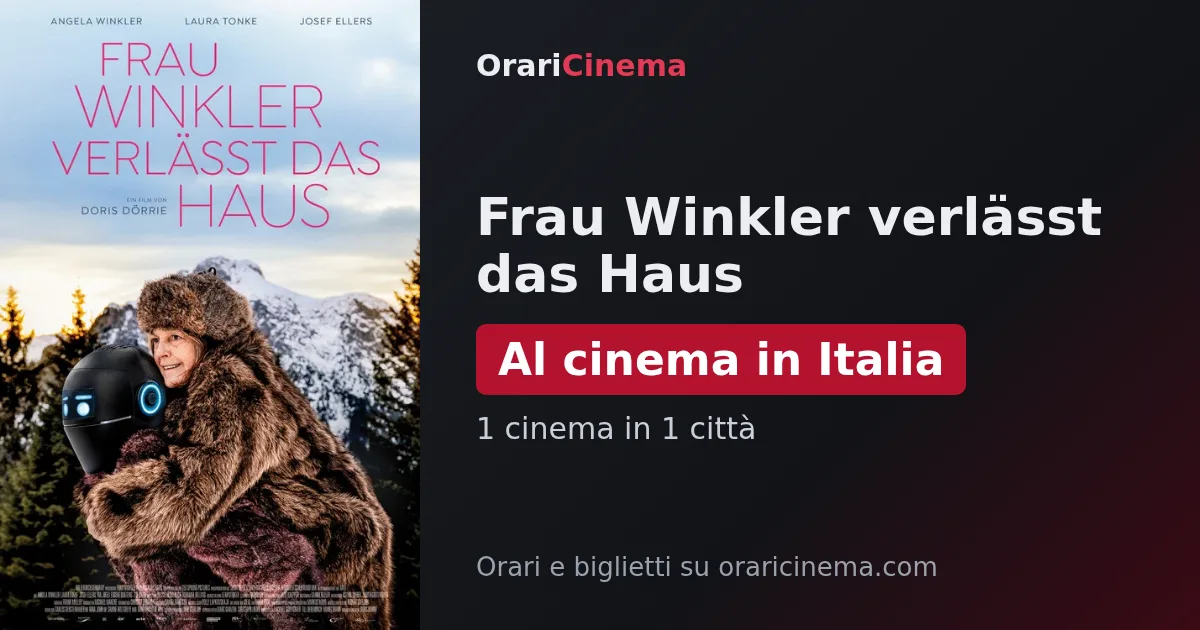 ANGELA WINKLER LAURA TONKE JOSEF ELLERS
FRAU
WINKLER
VERLÄSST DAS
HAUS
EIN FILM VON
DORIS DÖRRIE
OrariCinema
Frau Winkler verlässt
das Haus
Al cinema in Italia
1 cinema in 1 città
Orari e biglietti su oraricinema.com